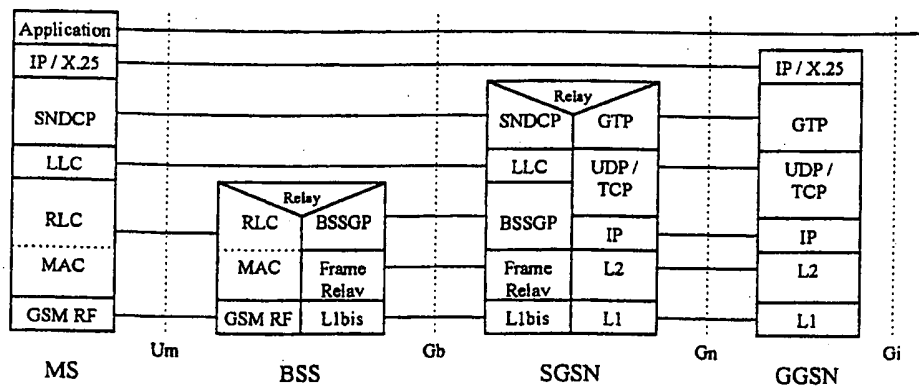 Application
IP / X.25
SNDCP
LLC
RLC
MAC
GSM RF
MS
Um
Relay
RLC
BSSGP
MAC
Frame
Relav
GSM RF
L1bis
BSS
Gb
Relay
SNDCP
GTP
LLC
UDP /
TCP
BSSGP
IP
Frame
Relav
L2
L1bis
L1
SGSN
Gn
IP / X.25
GTP
UDP /
TCP
IP
L2
L1
GGSN
Gi